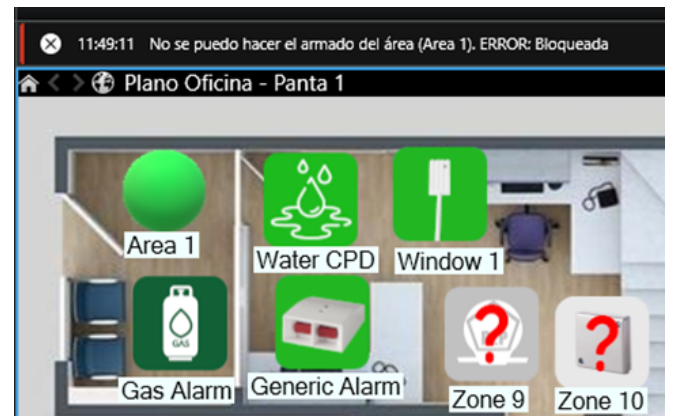 11:49:11 No se puedo hacer el armado del área (Area 1). ERROR: Bloqueada
Plano Oficina - Panta 1
Area 1
Water CPD
Window 1
GAS
Gas Alarm
Generic Alarm
?
?
Zone 9
Zone 10